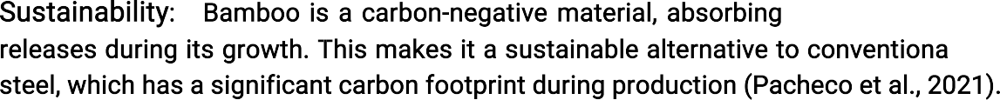 Sustainability: Bamboo is a carbon-negative material, absorbing
releases during its growth. This makes it a sustainable alternative to conventiona
steel, which has a significant carbon footprint during production (Pacheco et al., 2021).